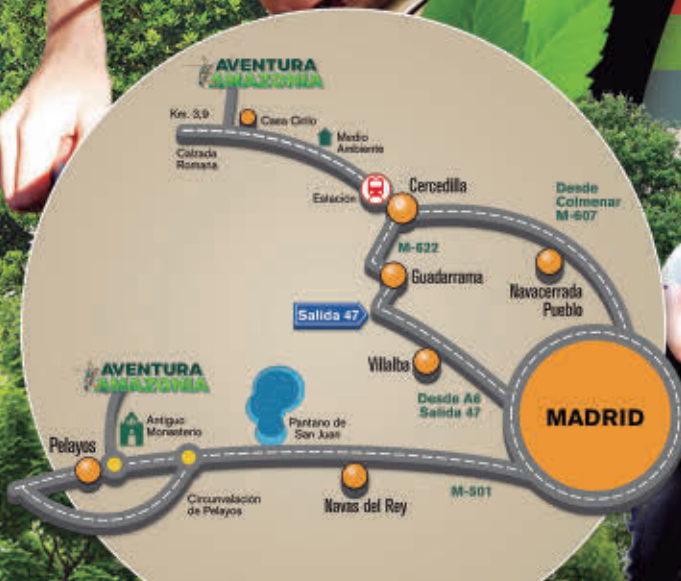 AVENTURA
AMAZONIA
Km. 3,9
Casa Cirilo
Calzada
Romana
Medio
Ambiente
Estación
Cercedilla
Desde
Colmenar
M-607
M-622
Guadarrama
Navacerrada
Pueblo
Salida 47
Villalba
Desde A6
Salida 47
MADRID
AVENTURA
AMAZONIA
Antiguo
Monasterio
Pantano de
San Juan
Pelayos
Circunvalación
de Pelayos
Navas del Rey
M-501